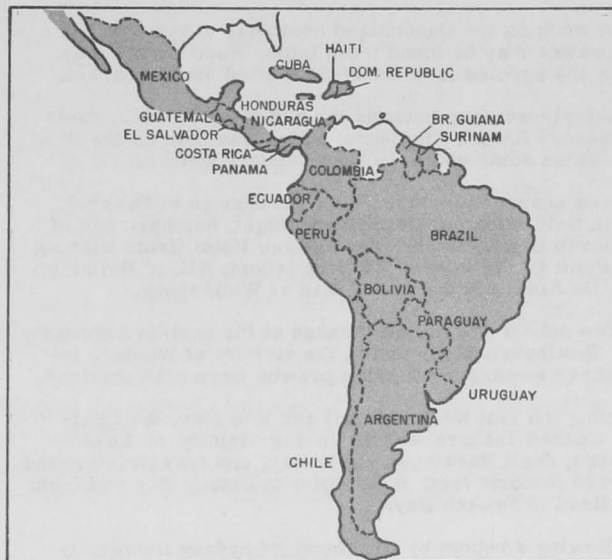 HAITI
CUBA
DOM. REPUBLIC
MEXICO
HONDURAS
GUATEMALA
NICARAGUA
BR. GUIANA
EL SALVADOR
SURINAM
COSTA RICA
PANAMA
COLOMBIA
ECUADOR
PERU
BRAZIL
BOLIVIA
PARAGUAY
URUGUAY
ARGENTINA
CHILE